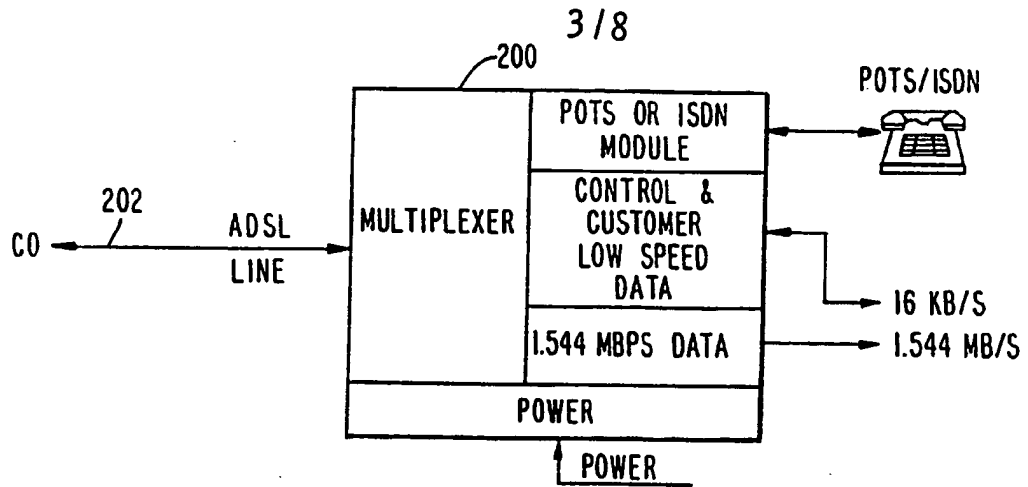 3/8
200
POTS/ISDN
POTS OR ISDN
MODULE
CONTROL &
CUSTOMER
LOW SPEED
DATA
MULTIPLEXER
202
CO
ADSL
LINE
16 KB/S
1.544 MBPS DATA
1.544 MB/S
POWER
POWER